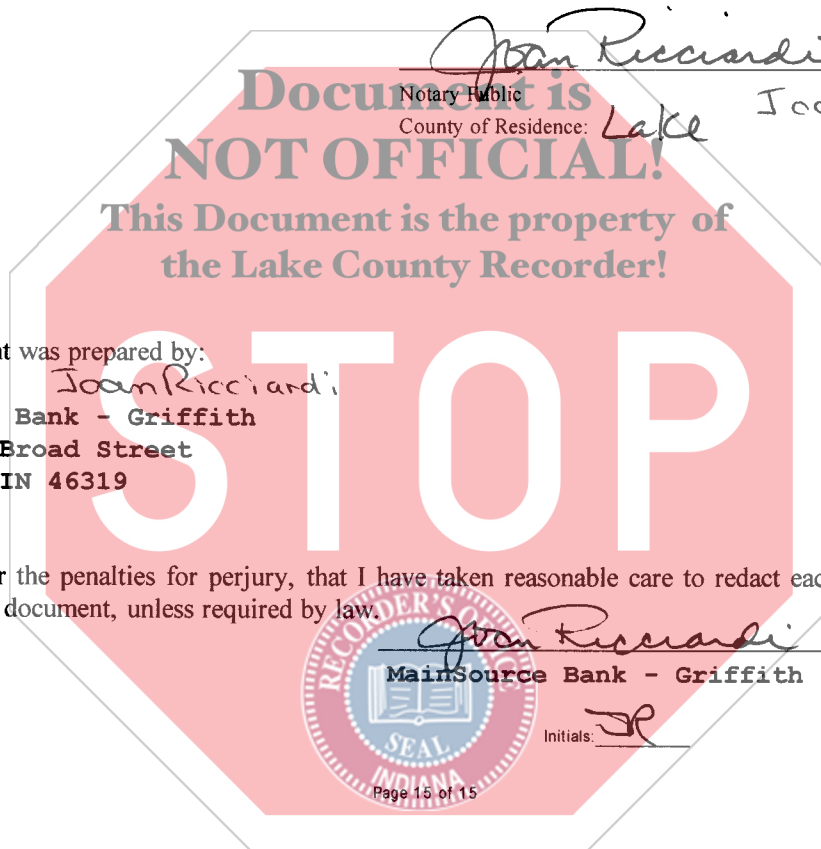 Joan Ricciardi
Document is
Notary Public
Joa
County of Residence: Lake
NOT OFFICIAL!
This Document is the property of
the Lake County Recorder!
STOP
t was prepared by:
Joan Ricciardi
Bank - Griffith
Broad Street
IN 46319
r the penalties for perjury, that I have taken reasonable care to redact eac
document, unless required by law.
Joan Ricciardi
MainSource Bank - Griffith
Initials: JR
RECORDER'S OFFICE
SEAL
INDIANA
Page 15 of 15